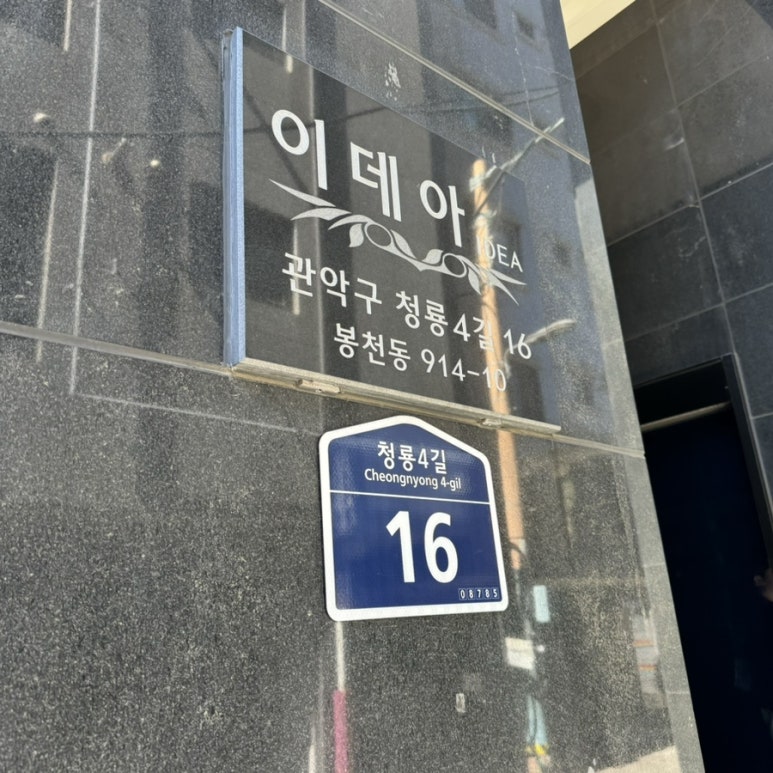 이데아
IDEA
관악구 청룡4길 16
봉천동 914-10
청룡4길
Cheongnyong 4-gil
16
08785